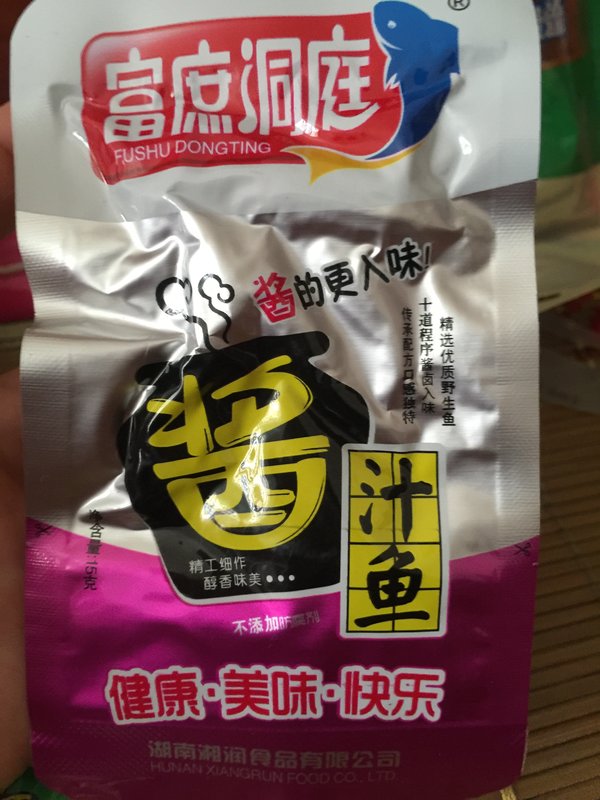 ®
富庶洞庭
FUSHU DONGTING
酱的更入味!
精选优质野生鱼
十道程序酱卤入味
传承配方口感独特
酱
汁鱼
精工细作
醇香味美●●●
净含量:15克
不添加防腐剂
健康·美味·快乐
湖南湘润食品有限公司
HUNAN XIANGRUN FOOD CO., LTD.